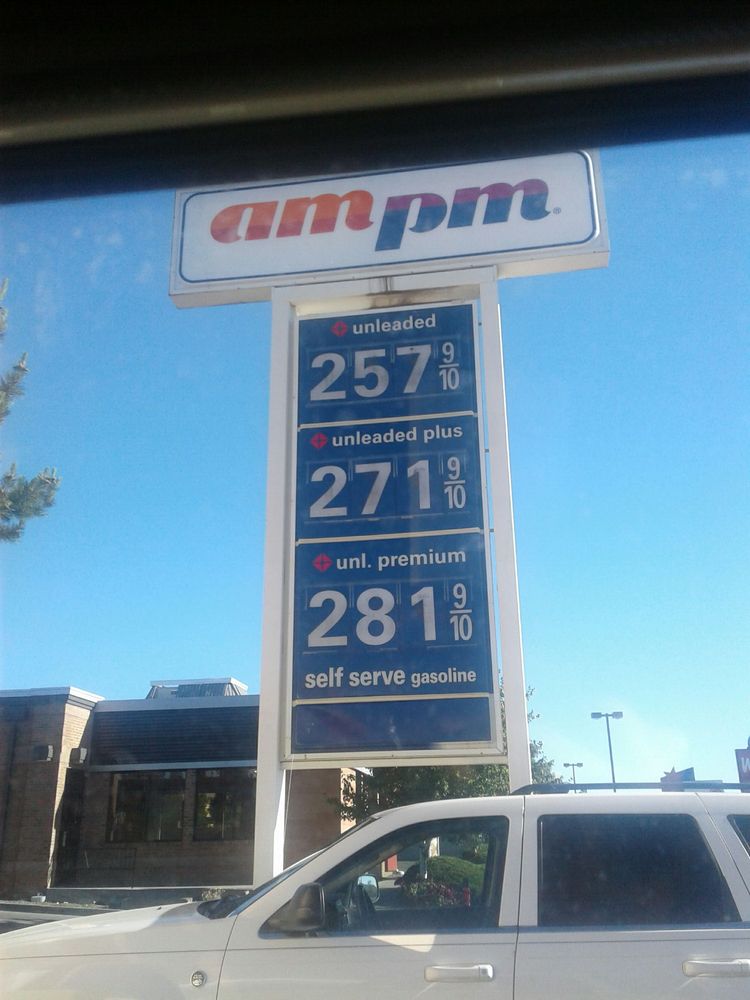 ampm®
unleaded
257 9/10
unleaded plus
271 9/10
unl. premium
281 9/10
self serve gasoline